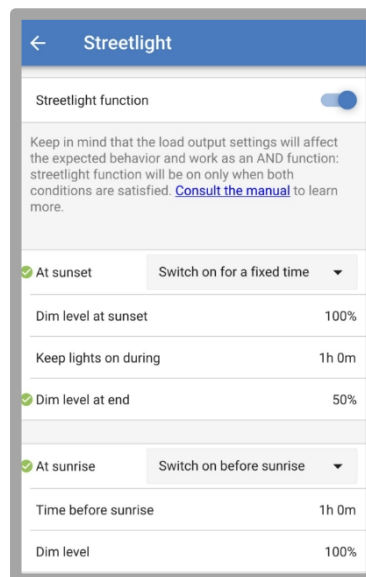 Streetlight
Streetlight function
Keep in mind that the load output settings will affect
the expected behavior and work as an AND function:
streetlight function will be on only when both
conditions are satisfied. Consult the manual to learn
more.
At sunset Switch on for a fixed time
Dim level at sunset 100%
Keep lights on during 1h 0m
Dim level at end 50%
At sunrise Switch on before sunrise
Time before sunrise 1h 0m
Dim level 100%